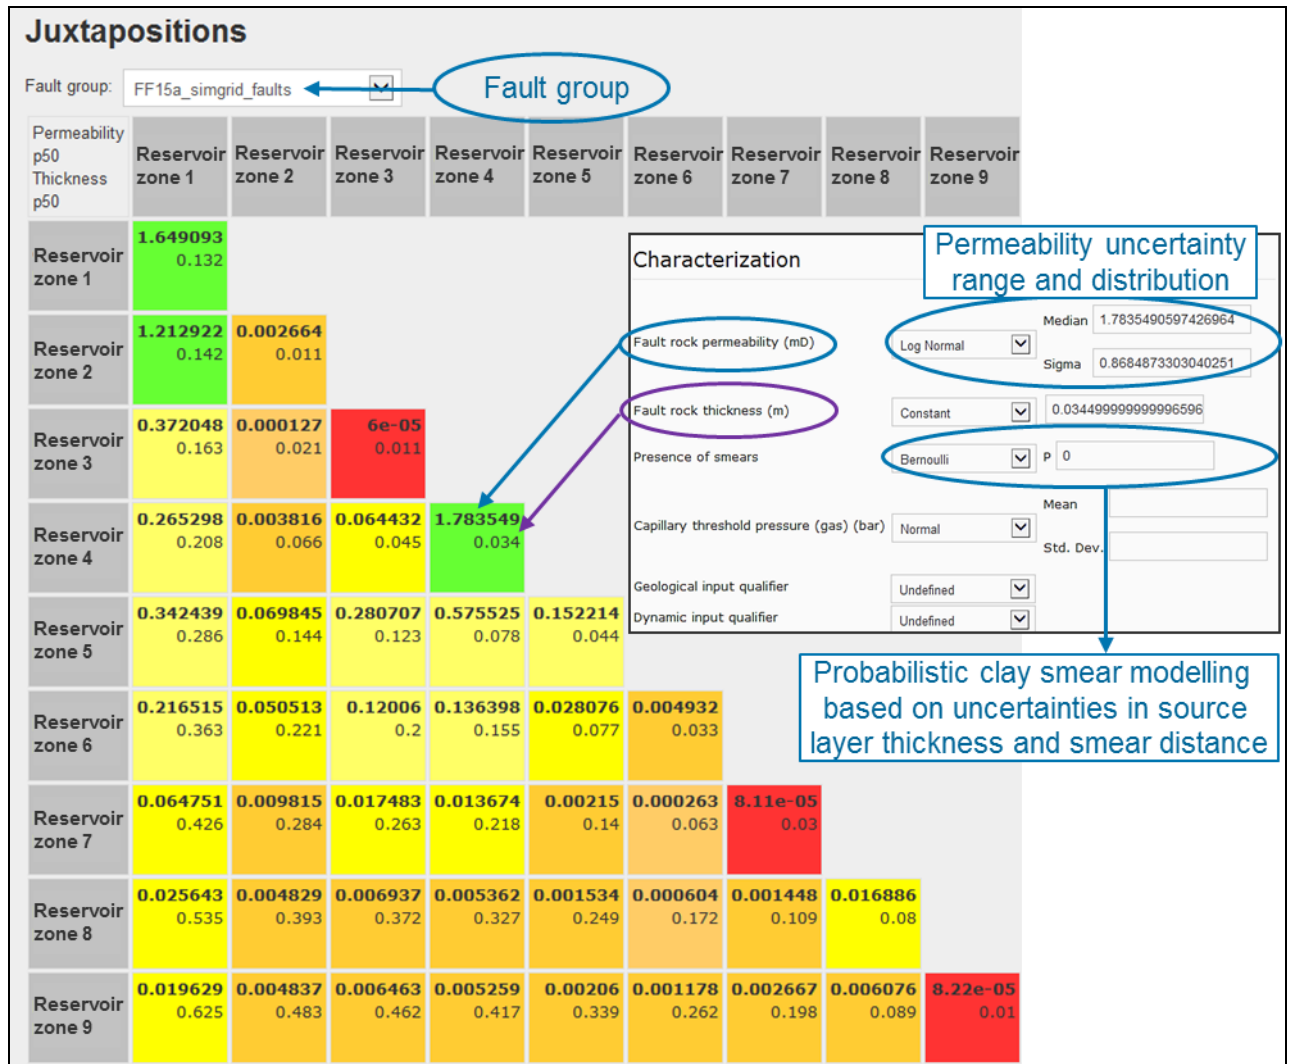 Juxtapositions
Fault group: FF15a_simgrid_faults
Fault group
Permeability
p50
Thickness
p50
Reservoir zone 1
Reservoir zone 2
Reservoir zone 3
Reservoir zone 4
Reservoir zone 5
Reservoir zone 6
Reservoir zone 7
Reservoir zone 8
Reservoir zone 9
Reservoir zone 1
1.649093
0.132
Reservoir zone 2
1.212922 0.002664
0.142 0.011
Reservoir zone 3
0.372048 0.000127 6e-05
0.163 0.021 0.011
Reservoir zone 4
0.265298 0.003816 0.064432 1.783549
0.208 0.066 0.045 0.034
Reservoir zone 5
0.342439 0.069845 0.280707 0.575525 0.152214
0.286 0.144 0.123 0.078 0.044
Reservoir zone 6
0.216515 0.050513 0.12006 0.136398 0.028076 0.004932
0.363 0.221 0.2 0.155 0.077 0.033
Reservoir zone 7
0.064751 0.009815 0.017483 0.013674 0.00215 0.000263 8.11e-05
0.426 0.284 0.263 0.218 0.14 0.063 0.03
Reservoir zone 8
0.025643 0.004829 0.006937 0.005362 0.001534 0.000604 0.001448 0.016886
0.535 0.393 0.372 0.327 0.249 0.172 0.109 0.08
Reservoir zone 9
0.019629 0.004837 0.006463 0.005259 0.00206 0.001178 0.002667 0.006076 8.22e-05
0.625 0.483 0.462 0.417 0.339 0.262 0.198 0.089 0.01
Characterization
Permeability uncertainty
range and distribution
Fault rock permeability (mD) Log Normal
Median 1.7835490597426964
Sigma 0.8684873303040251
Fault rock thickness (m) Constant 0.034499999999996596
Presence of smears Bernoulli P 0
Capillary threshold pressure (gas) (bar) Normal
Mean
Std. Dev.
Geological input qualifier Undefined
Dynamic input qualifier Undefined
Probabilistic clay smear modelling
based on uncertainties in source
layer thickness and smear distance